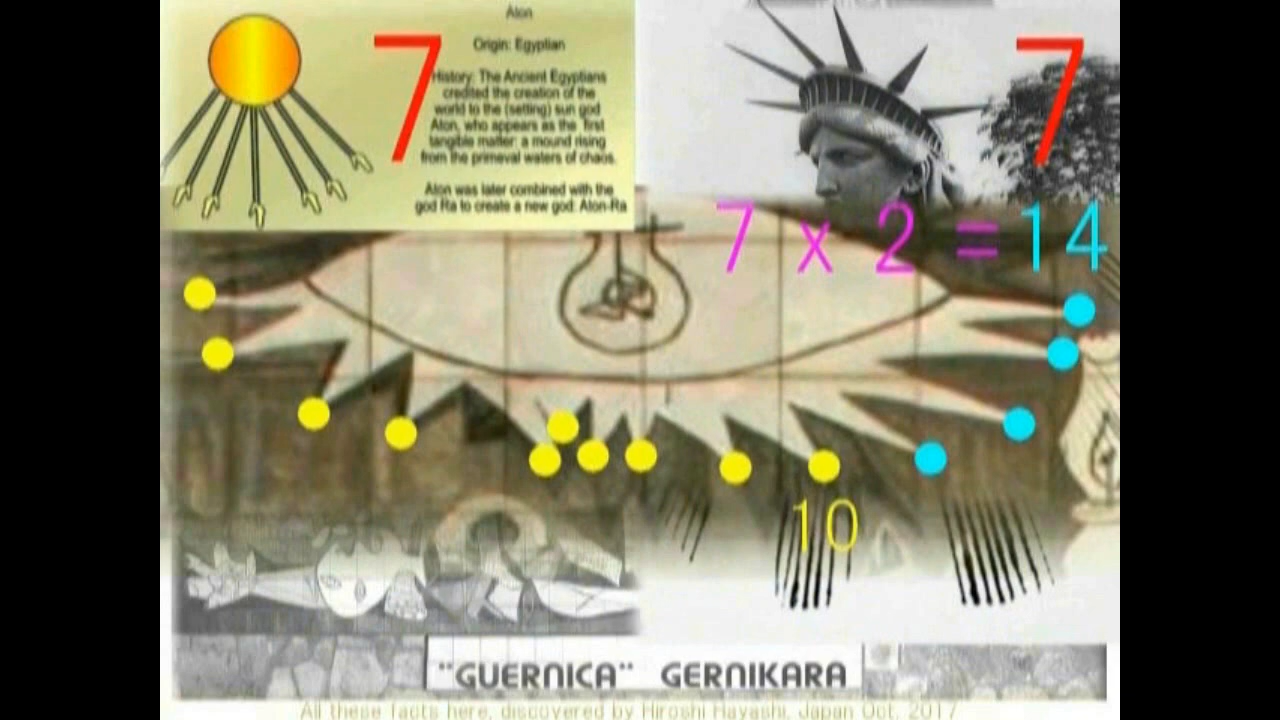 Aton
Origin: Egyptian
History: The Ancient Egyptians
credited the creation of the
world to the (setting) sun god
Aton, who appears as the first
tangible matter: a mound rising
from the primeval waters of chaos.
Aton was later combined with the
god Ra to create a new god: Aton-Ra
7
7
7 x 2 = 14
10
"GUERNICA" GERNIKARA
All these facts here, discovered by Hiroshi Hayashi, Japan Oct. 2017